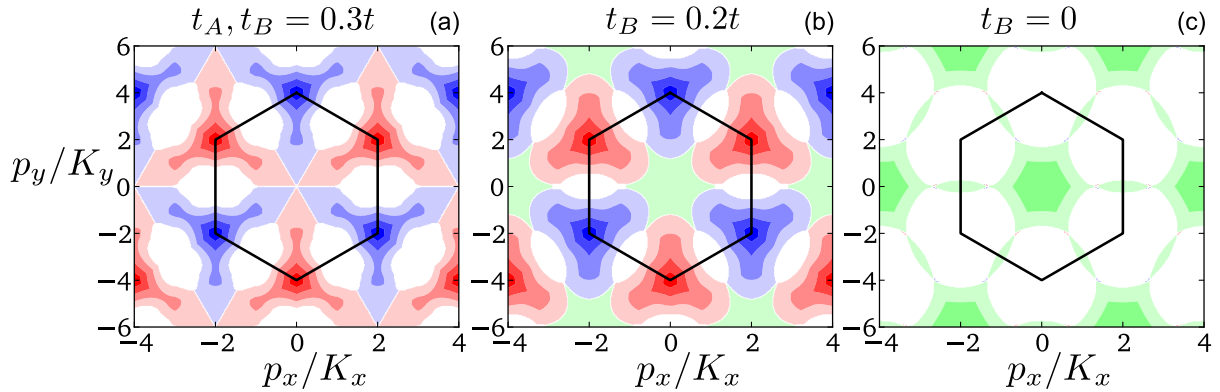 t_A, t_B = 0.3t (a) t_B = 0.2t (b) t_B = 0 (c)
6 6 6
4 4 4
2 2 2
p_y/K_y 0 0 0
−2 −2 −2
−4 −4 −4
−6 −6 −6
−4 −2 0 2 4 −4 −2 0 2 4 −4 −2 0 2 4
p_x/K_x p_x/K_x p_x/K_x